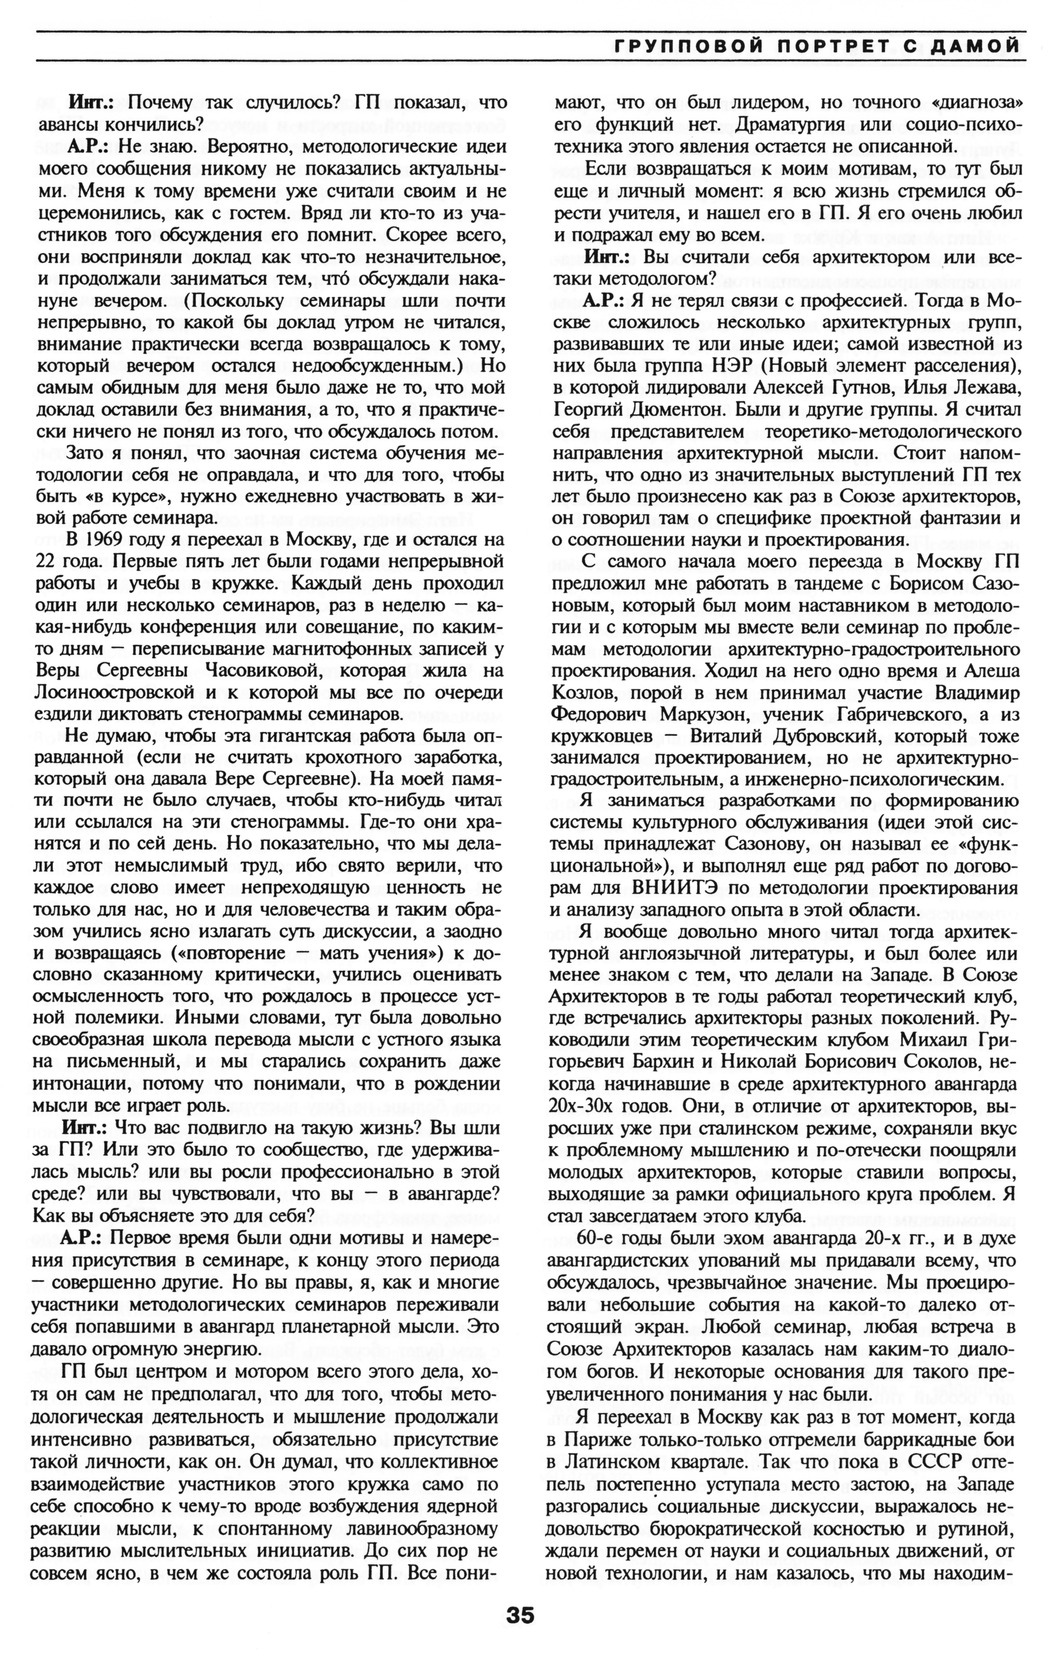 ГРУППОВОЙ ПОРТРЕТ С ДАМОЙ
Инт.: Почему так случилось? ГП показал, что
авансы кончились?
А.Р.: Не знаю. Вероятно, методологические идеи
моего сообщения никому не показались актуальны-
ми. Меня к тому времени уже считали своим и не
церемонились, как с гостем. Вряд ли кто-то из уча-
стников того обсуждения его помнит. Скорее всего,
они восприняли доклад как что-то незначительное,
и продолжали заниматься тем, что́ обсуждали нака-
нуне вечером. (Поскольку семинары шли почти
непрерывно, то какой бы доклад утром не читался,
внимание практически всегда возвращалось к тому,
который вечером остался недообсужденным.) Но
самым обидным для меня было даже не то, что мой
доклад оставили без внимания, а то, что я практиче-
ски ничего не понял из того, что обсуждалось потом.
Зато я понял, что заочная система обучения ме-
тодологии себя не оправдала, и что для того, чтобы
быть «в курсе», нужно ежедневно участвовать в жи-
вой работе семинара.
В 1969 году я переехал в Москву, где и остался на
22 года. Первые пять лет были годами непрерывной
работы и учебы в кружке. Каждый день проходил
один или несколько семинаров, раз в неделю — ка-
кая-нибудь конференция или совещание, по каким-
то дням — переписывание магнитофонных записей у
Веры Сергеевны Часовиковой, которая жила на
Лосиноостровской и к которой мы все по очереди
ездили диктовать стенограммы семинаров.
Не думаю, чтобы эта гигантская работа была оп-
равданной (если не считать крохотного заработка,
который она давала Вере Сергеевне). На моей памя-
ти почти не было случаев, чтобы кто-нибудь читал
или ссылался на эти стенограммы. Где-то они хра-
нятся и по сей день. Но показательно, что мы дела-
ли этот немыслимый труд, ибо свято верили, что
каждое слово имеет непреходящую ценность не
только для нас, но и для человечества и таким обра-
зом учились ясно излагать суть дискуссии, а заодно
и возвращаясь («повторение — мать учения») к до-
словно сказанному критически, учились оценивать
осмысленность того, что рождалось в процессе уст-
ной полемики. Иными словами, тут была довольно
своеобразная школа перевода мысли с устного языка
на письменный, и мы старались сохранить даже
интонации, потому что понимали, что в рождении
мысли все играет роль.
Инт.: Что вас подвигло на такую жизнь? Вы шли
за ГП? Или это было то сообщество, где удержива-
лась мысль? или вы росли профессионально в этой
среде? или вы чувствовали, что вы — в авангарде?
Как вы объясняете это для себя?
А.Р.: Первое время были одни мотивы и намере-
ния присутствия в семинаре, к концу этого периода
— совершенно другие. Но вы правы, я, как и многие
участники методологических семинаров переживали
себя попавшими в авангард планетарной мысли. Это
давало огромную энергию.
ГП был центром и мотором всего этого дела, хо-
тя он сам не предполагал, что для того, чтобы мето-
дологическая деятельность и мышление продолжали
интенсивно развиваться, обязательно присутствие
такой личности, как он. Он думал, что коллективное
взаимодействие участников этого кружка само по
себе способно к чему-то вроде возбуждения ядерной
реакции мысли, к спонтанному лавинообразному
развитию мыслительных инициатив. До сих пор не
совсем ясно, в чем же состояла роль ГП. Все пони-
мают, что он был лидером, но точного «диагноза»
его функций нет. Драматургия или социо-психо-
техника этого явления остается не описанной.
Если возвращаться к моим мотивам, то тут был
еще и личный момент: я всю жизнь стремился об-
рести учителя, и нашел его в ГП. Я его очень любил
и подражал ему во всем.
Инт.: Вы считали себя архитектором или все-
таки методологом?
А.Р.: Я не терял связи с профессией. Тогда в Мо-
скве сложилось несколько архитектурных групп,
развивавших те или иные идеи; самой известной из
них была группа НЭР (Новый элемент расселения),
в которой лидировали Алексей Гутнов, Илья Лежава,
Георгий Дюментон. Были и другие группы. Я считал
себя представителем теоретико-методологического
направления архитектурной мысли. Стоит напом-
нить, что одно из значительных выступлений ГП тех
лет было произнесено как раз в Союзе архитекторов,
он говорил там о специфике проектной фантазии и
о соотношении науки и проектирования.
С самого начала моего переезда в Москву ГП
предложил мне работать в тандеме с Борисом Сазо-
новым, который был моим наставником в методоло-
гии и с которым мы вместе вели семинар по пробле-
мам методологии архитектурно-градостроительного
проектирования. Ходил на него одно время и Алеша
Козлов, порой в нем принимал участие Владимир
Федорович Маркузон, ученик Габричевского, а из
кружковцев — Виталий Дубровский, который тоже
занимался проектированием, но не архитектурно-
градостроительным, а инженерно-психологическим.
Я заниматься разработками по формированию
системы культурного обслуживания (идеи этой сис-
темы принадлежат Сазонову, он называл ее «функ-
циональной»), и выполнял еще ряд работ по догово-
рам для ВНИИТЭ по методологии проектирования
и анализу западного опыта в этой области.
Я вообще довольно много читал тогда архитек-
турной англоязычной литературы, и был более или
менее знаком с тем, что делали на Западе. В Союзе
Архитекторов в те годы работал теоретический клуб,
где встречались архитекторы разных поколений. Ру-
ководили этим теоретическим клубом Михаил Гри-
горьевич Бархин и Николай Борисович Соколов, не-
когда начинавшие в среде архитектурного авангарда
20х-30х годов. Они, в отличие от архитекторов, вы-
росших уже при сталинском режиме, сохраняли вкус
к проблемному мышлению и по-отечески поощряли
молодых архитекторов, которые ставили вопросы,
выходящие за рамки официального круга проблем. Я
стал завсегдатаем этого клуба.
60-е годы были эхом авангарда 20-х гг., и в духе
авангардистских упований мы придавали всему, что
обсуждалось, чрезвычайное значение. Мы проециро-
вали небольшие события на какой-то далеко от-
стоящий экран. Любой семинар, любая встреча в
Союзе Архитекторов казалась нам каким-то диало-
гом богов. И некоторые основания для такого пре-
увеличенного понимания у нас были.
Я переехал в Москву как раз в тот момент, когда
в Париже только-только отгремели баррикадные бои
в Латинском квартале. Так что пока в СССР отте-
пель постепенно уступала место застою, на Западе
разгорались социальные дискуссии, выражалось не-
довольство бюрократической косностью и рутиной,
ждали перемен от науки и социальных движений, от
новой технологии, и нам казалось, что мы находим-
35